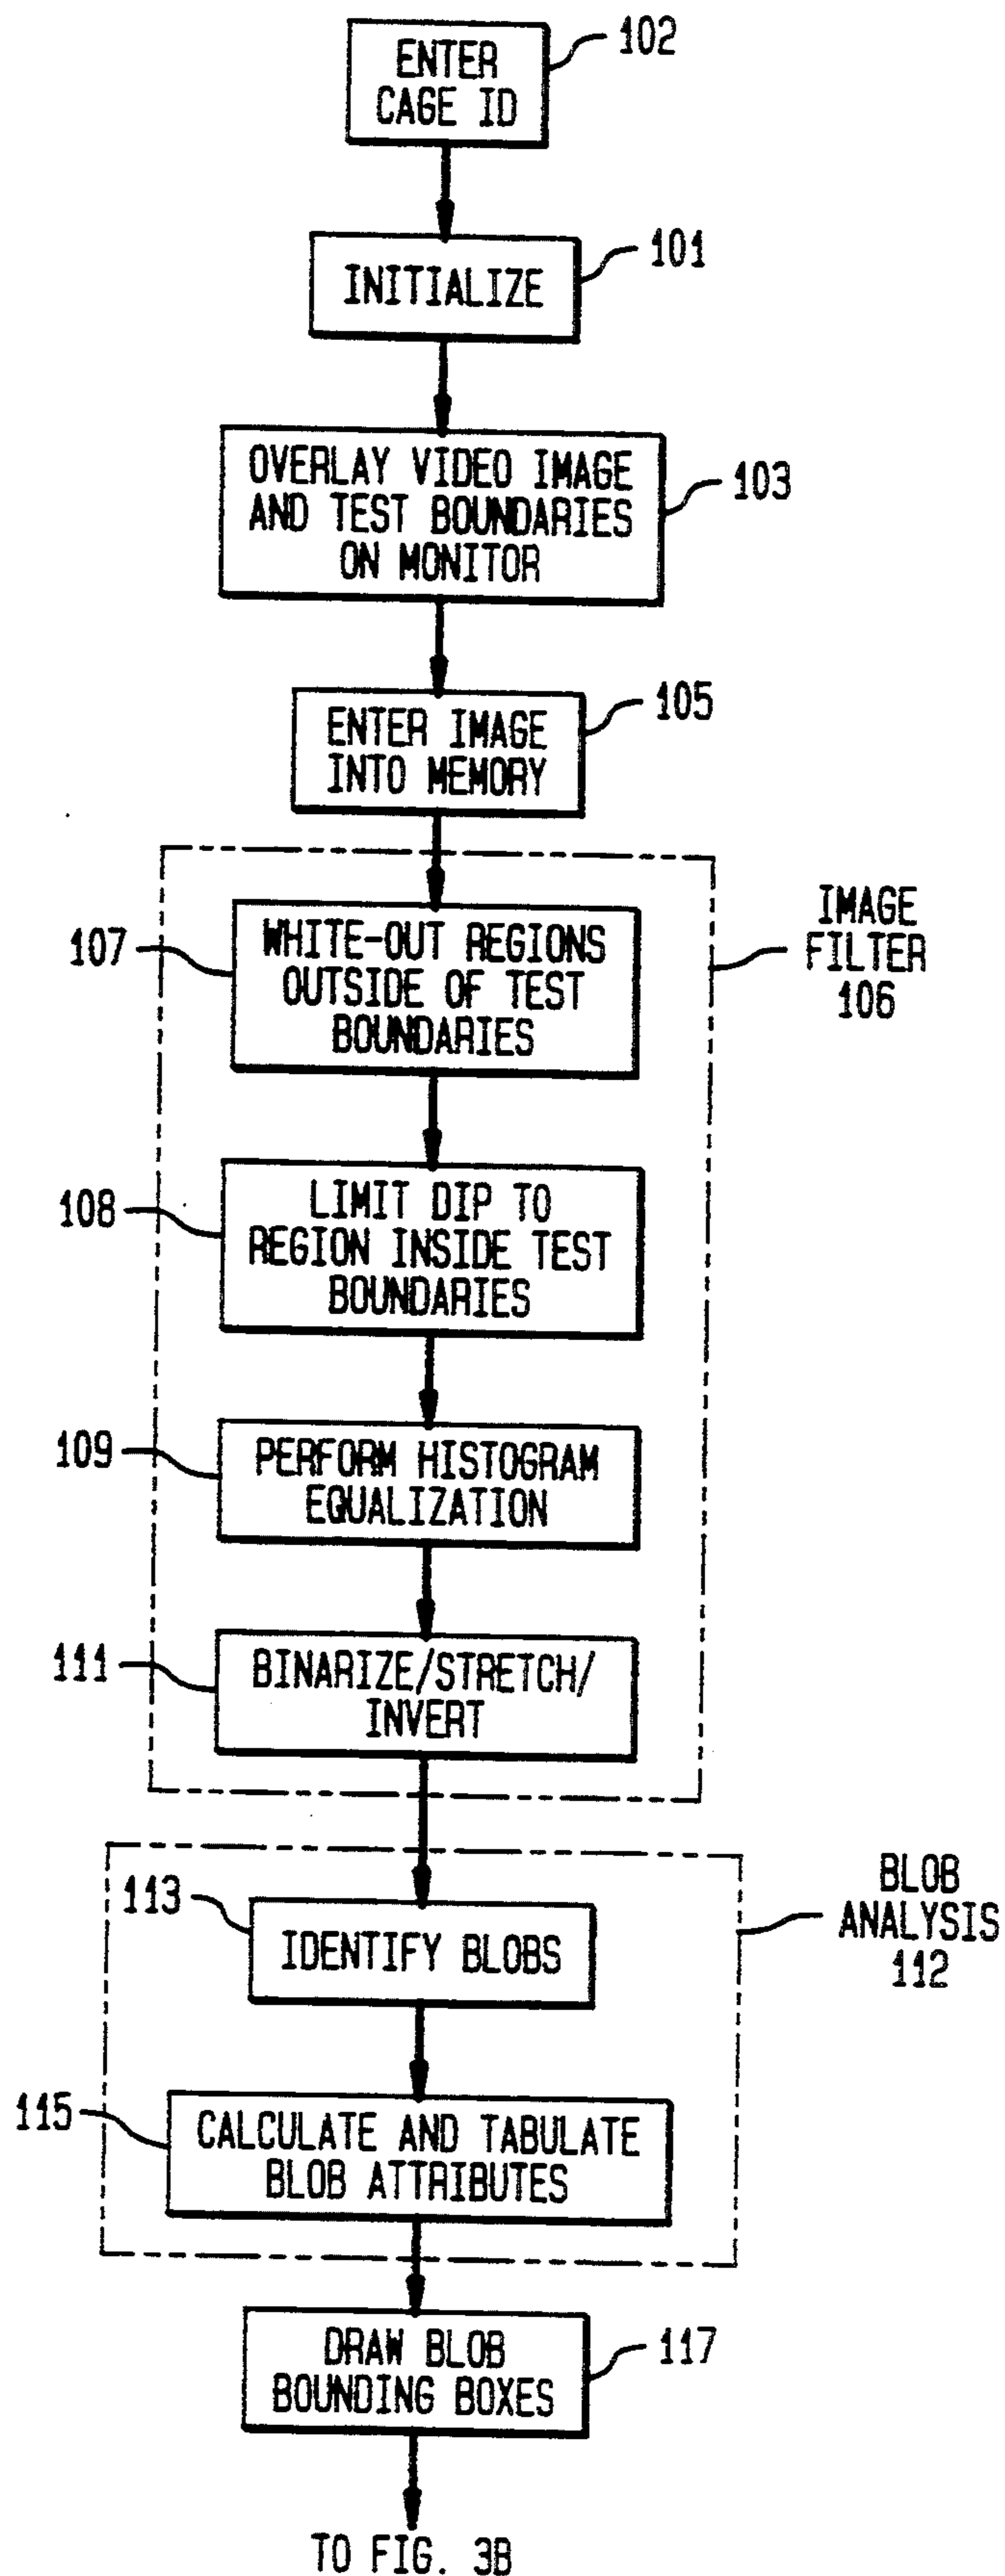 102
ENTER
CAGE ID
101
INITIALIZE
OVERLAY VIDEO IMAGE
AND TEST BOUNDARIES
ON MONITOR
103
105
ENTER IMAGE
INTO MEMORY
107
WHITE-OUT REGIONS
OUTSIDE OF TEST
BOUNDARIES
IMAGE
FILTER
106
108
LIMIT DIP TO
REGION INSIDE TEST
BOUNDARIES
109
PERFORM HISTOGRAM
EQUALIZATION
111
BINARIZE/STRETCH/
INVERT
113
IDENTIFY BLOBS
BLOB
ANALYSIS
112
115
CALCULATE AND TABULATE
BLOB ATTRIBUTES
DRAW BLOB
BOUNDING BOXES
117
TO FIG. 3B